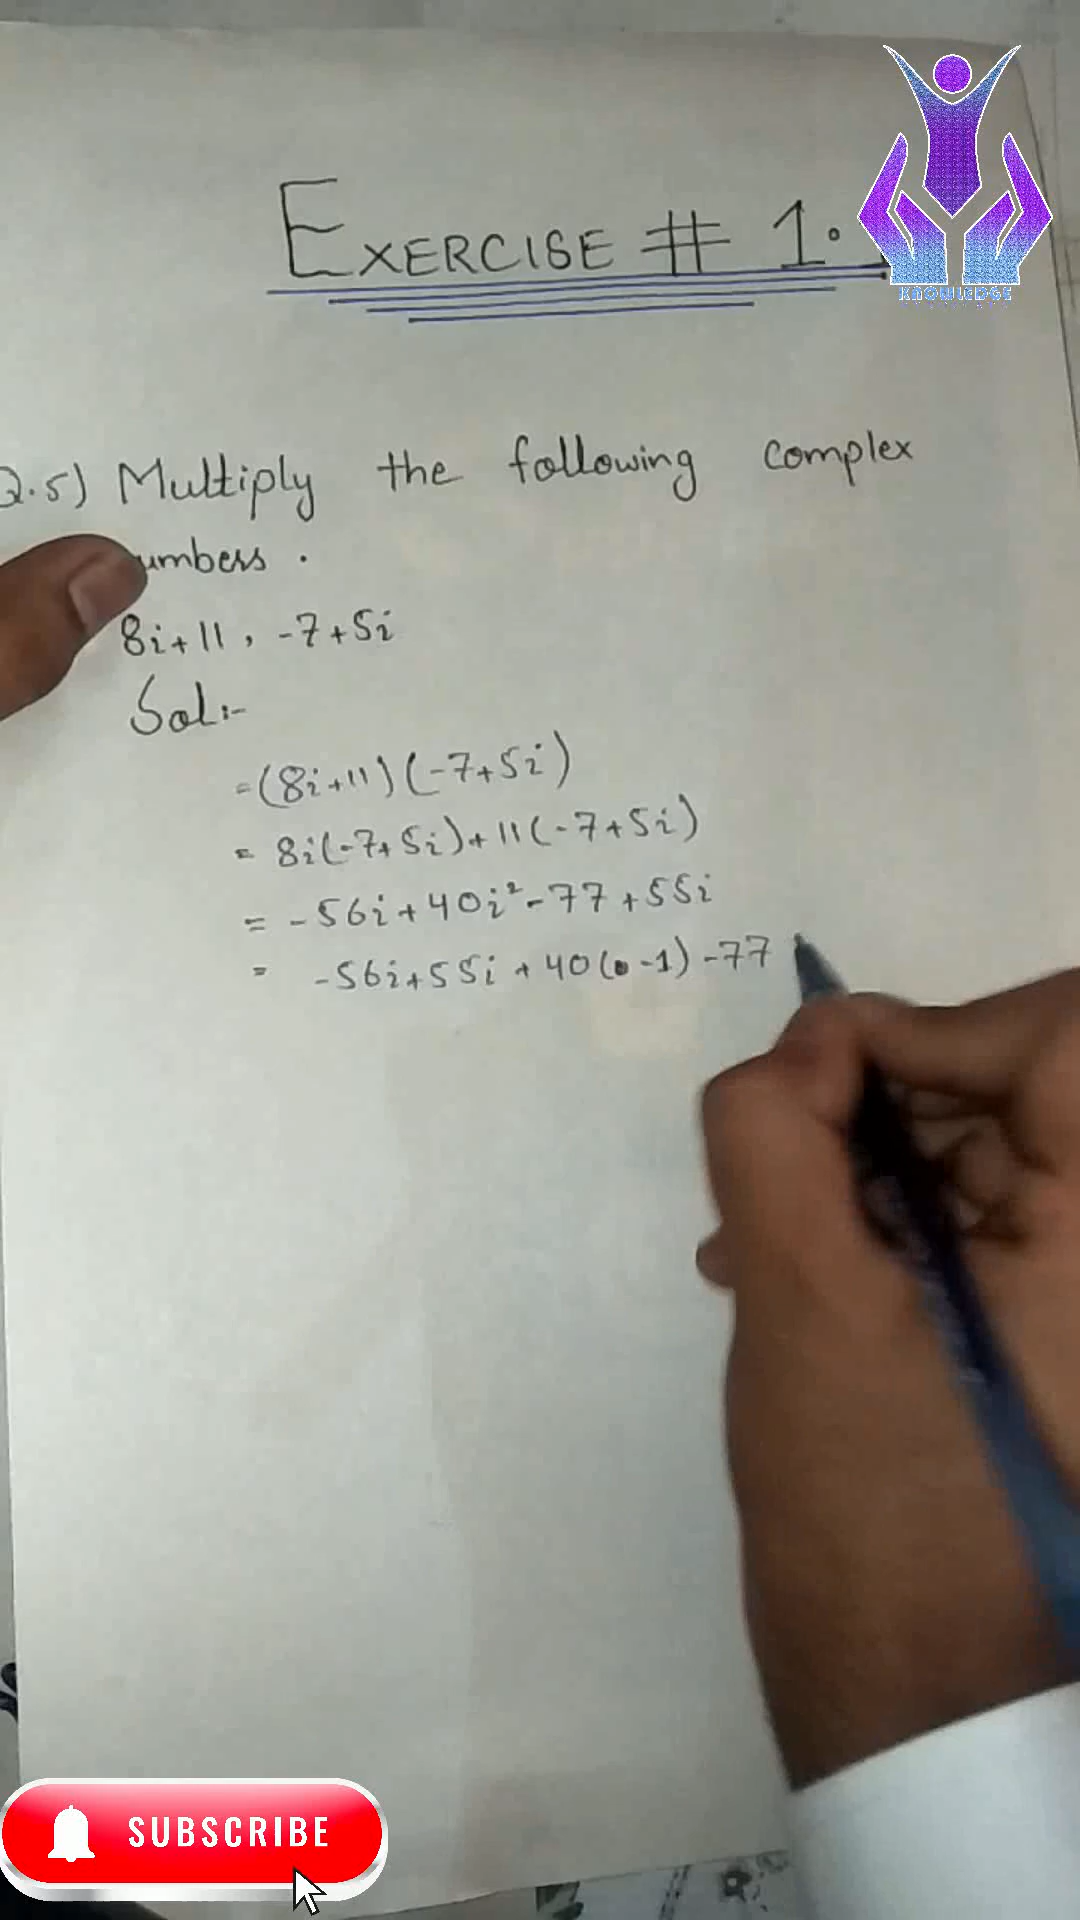 EXERCISE # 1.
KNOWLEDGE
Q.5) Multiply the following complex
umbers .
8i+11 , -7+5i
Sol:-
=(8i+11)(-7+5i)
= 8i(-7+5i)+11(-7+5i)
= -56i+40i²-77+55i
= -56i+55i+40(-1)-77
SUBSCRIBE